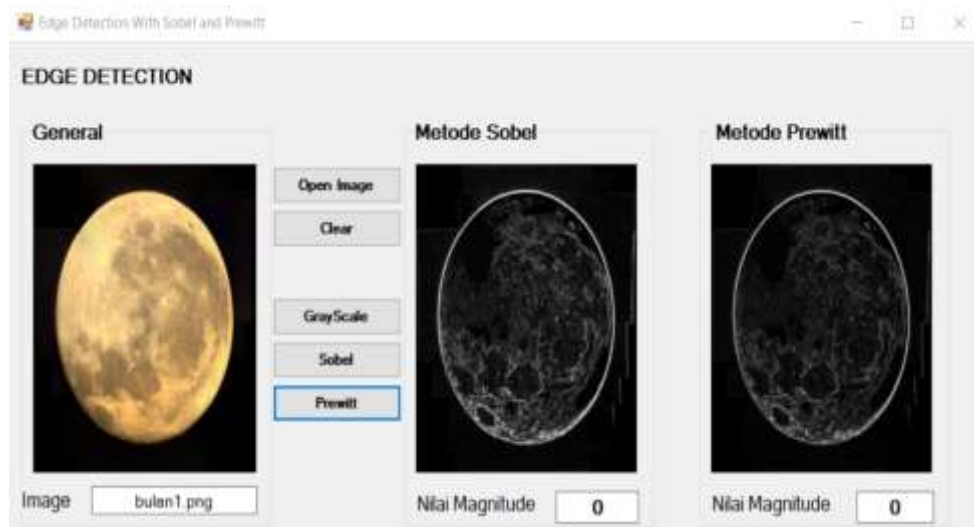 Edge Detection With Sobel and Prewitt
EDGE DETECTION
General
Metode Sobel
Metode Prewitt
Open Image
Clear
GrayScale
Sobel
Prewitt
Image bulan1.png
Nilai Magnitude 0
Nilai Magnitude 0